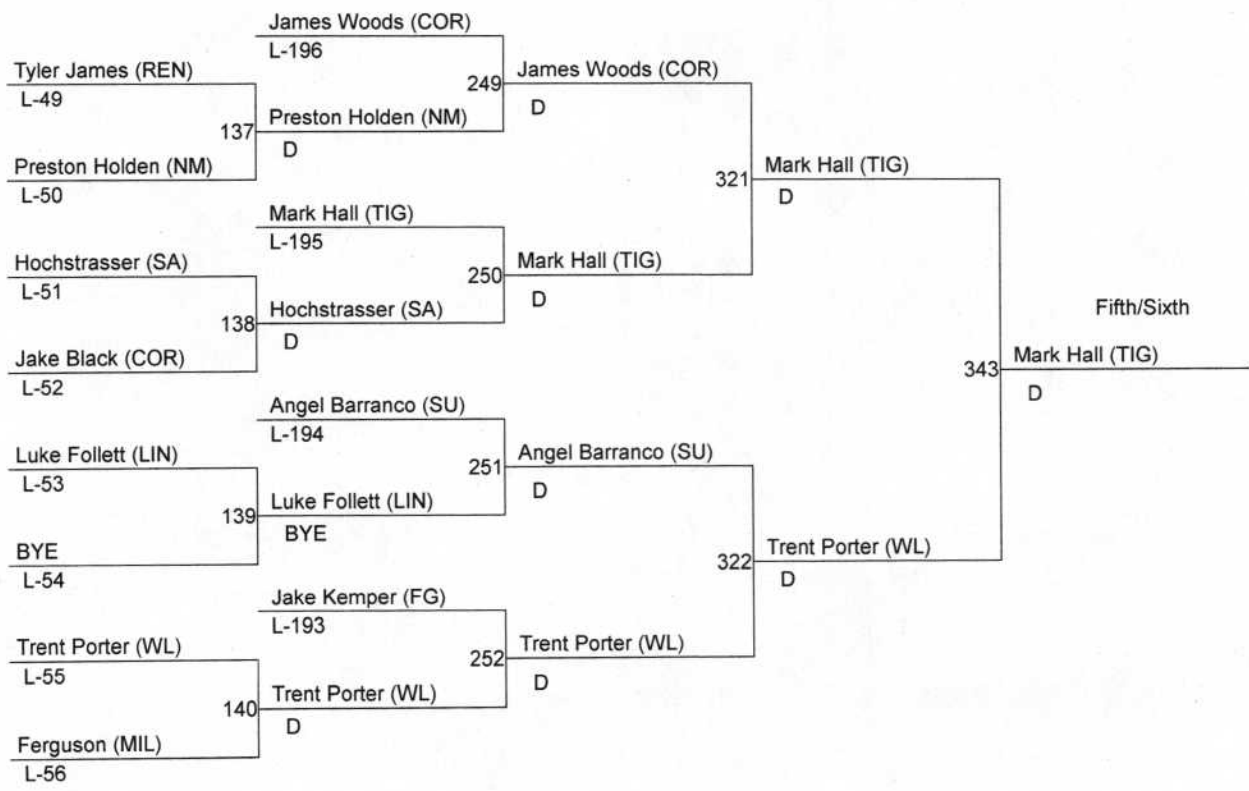 James Woods (COR)
L-196
Tyler James (REN)
L-49
249
James Woods (COR)
D
137
Preston Holden (NM)
D
Preston Holden (NM)
L-50
321
Mark Hall (TIG)
D
Mark Hall (TIG)
L-195
Hochstrasser (SA)
L-51
250
Mark Hall (TIG)
D
138
Hochstrasser (SA)
D
Fifth/Sixth
Jake Black (COR)
L-52
343
Mark Hall (TIG)
D
Angel Barranco (SU)
L-194
Luke Follett (LIN)
L-53
251
Angel Barranco (SU)
D
139
Luke Follett (LIN)
BYE
BYE
L-54
322
Trent Porter (WL)
D
Jake Kemper (FG)
L-193
Trent Porter (WL)
L-55
252
Trent Porter (WL)
D
140
Trent Porter (WL)
D
Ferguson (MIL)
L-56